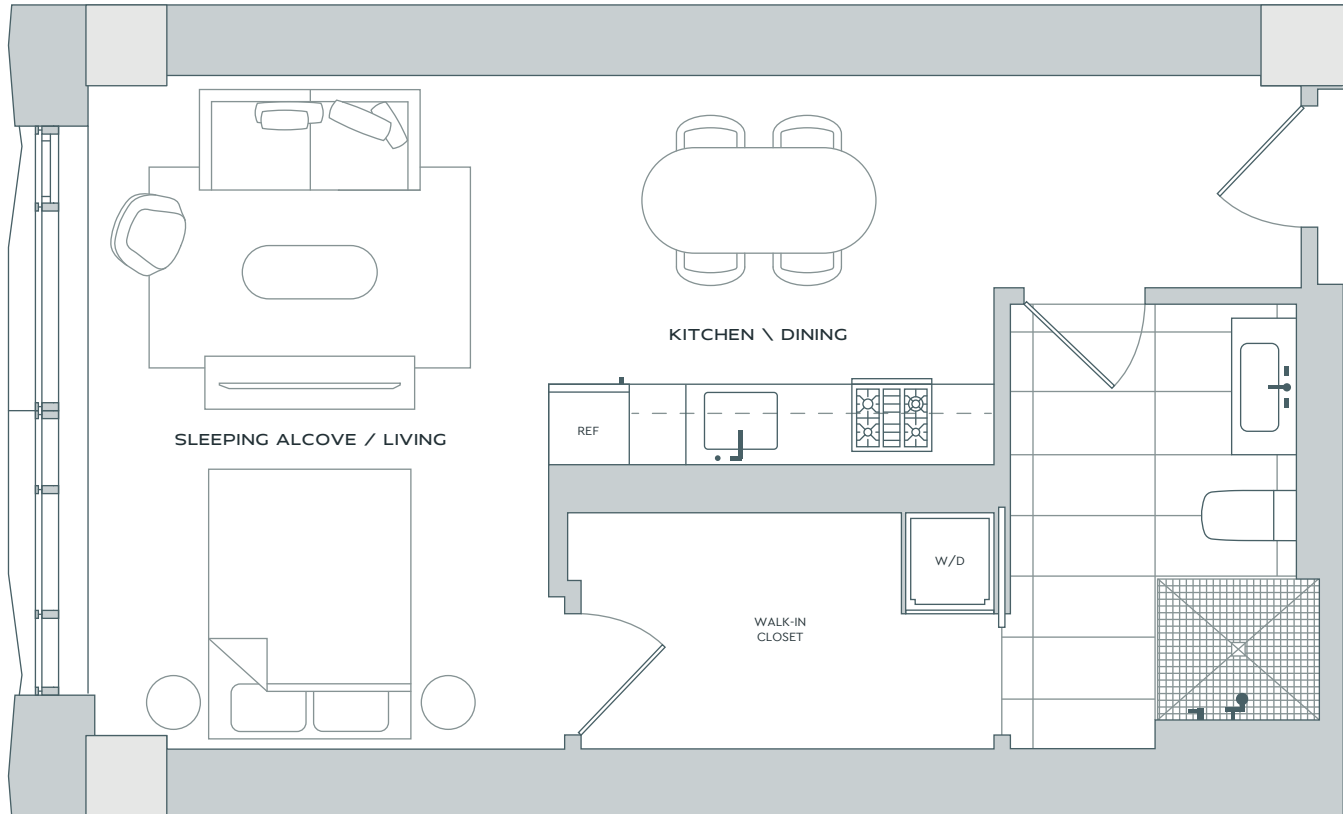 KITCHEN \ DINING
REF
SLEEPING ALCOVE / LIVING
W/D
WALK-IN
CLOSET